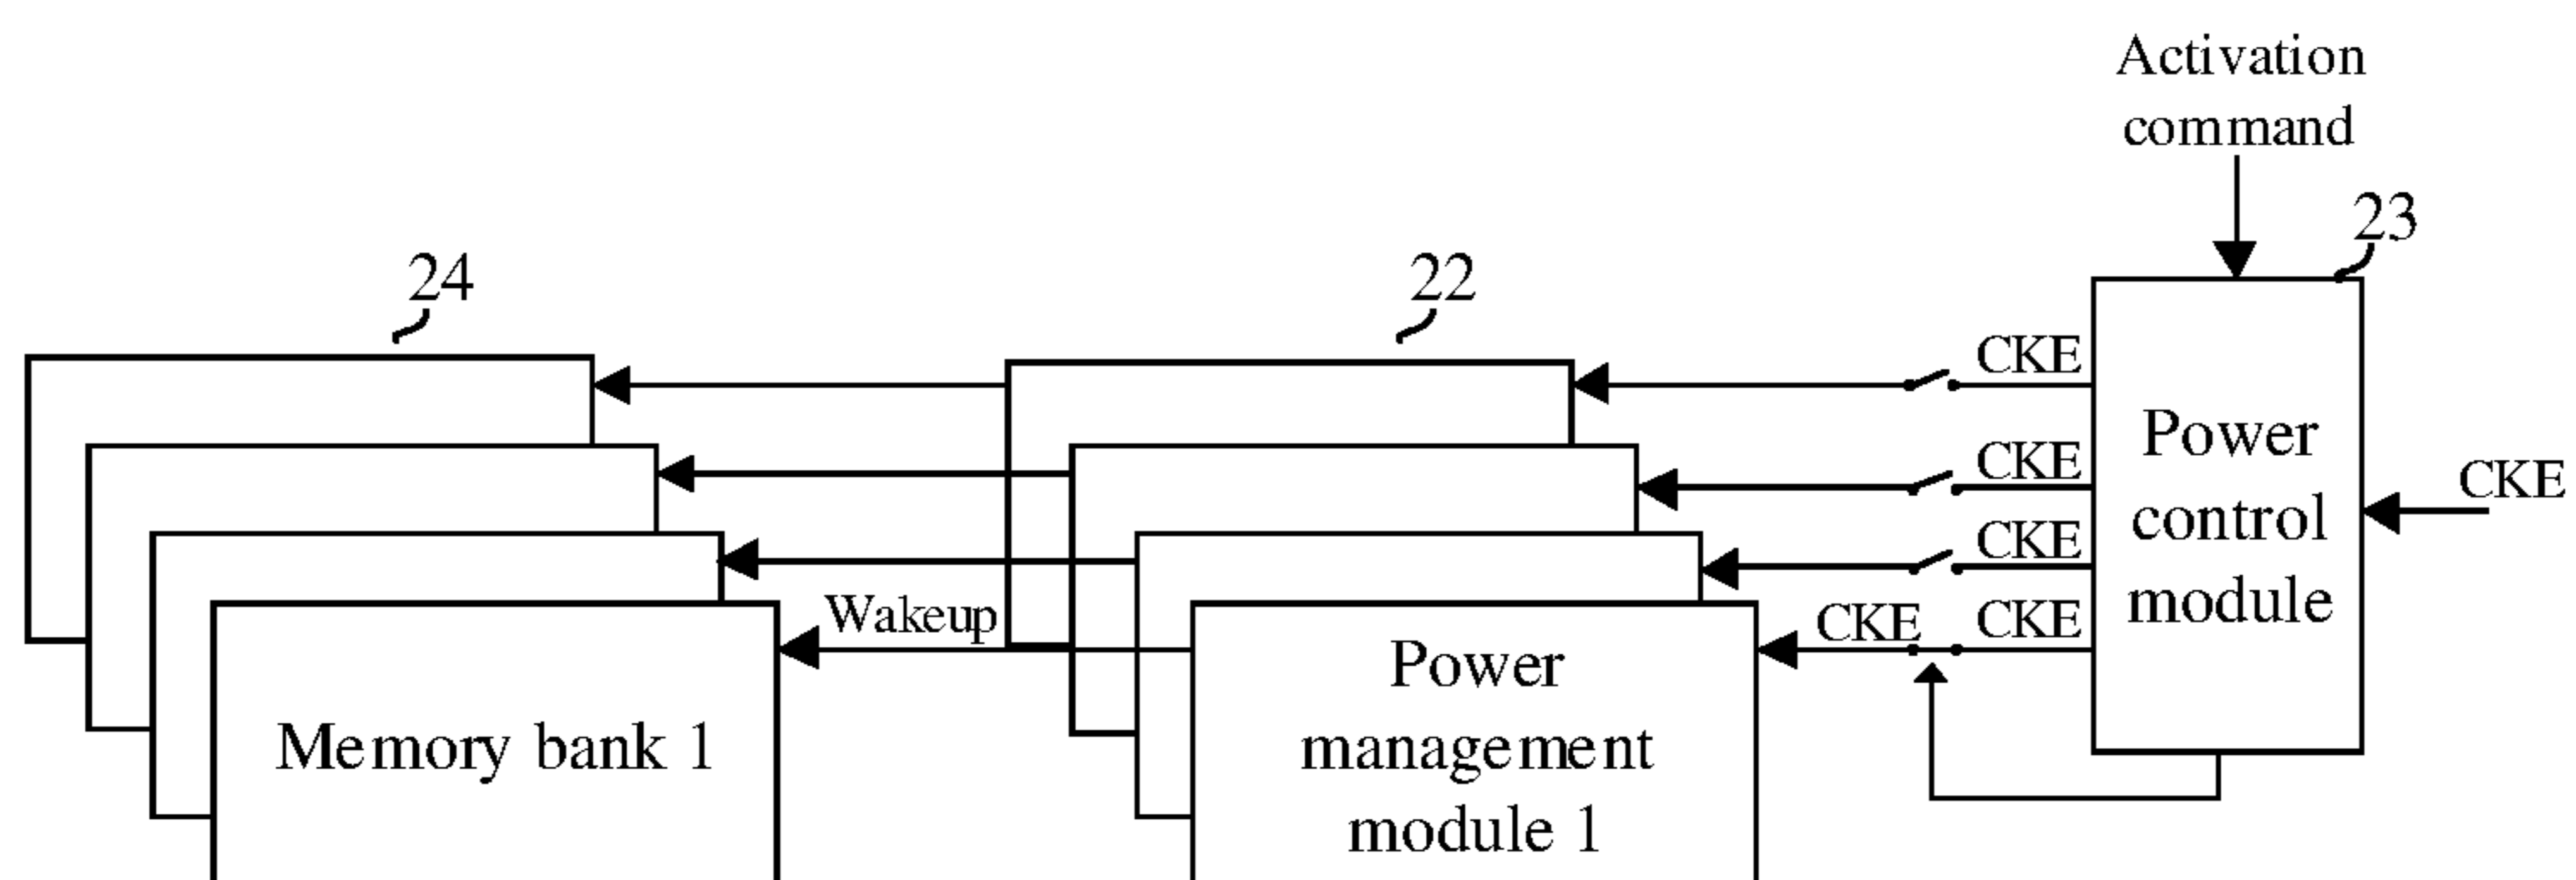 Activation
command
23
24
22
CKE
CKE
CKE
CKE
CKE
CKE
Power
control
module
Wakeup
Memory bank 1
Power
management
module 1